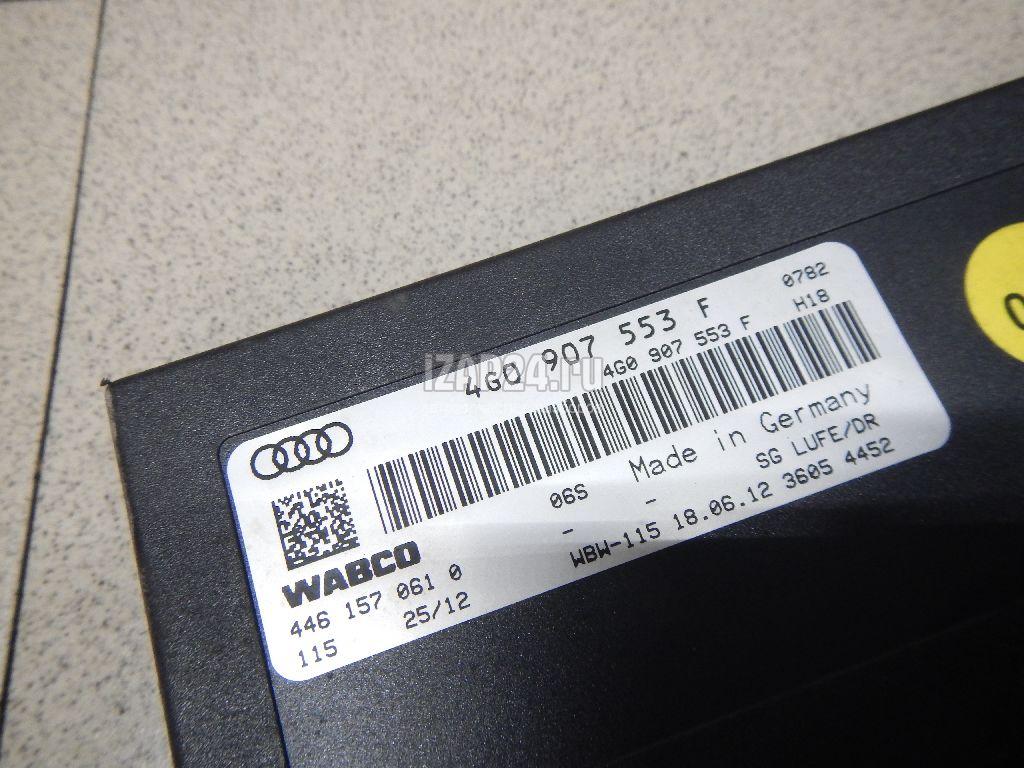 4G0 907 553 F 0782
4G0 907 553 F H18
IZAP24.ru
06S Made in Germany
- - SG LUFE/DR
WABCO WBW-115 18.06.12 3605 4452
446 157 061 0
115 25/12
0